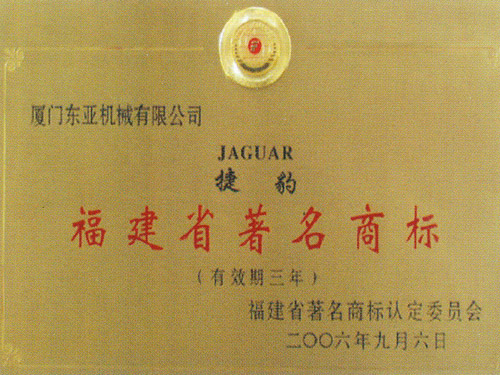 厦门东亚机械有限公司
JAGUAR
捷豹
福建省著名商标
（有效期三年）
福建省著名商标认定委员会
二〇〇六年九月六日